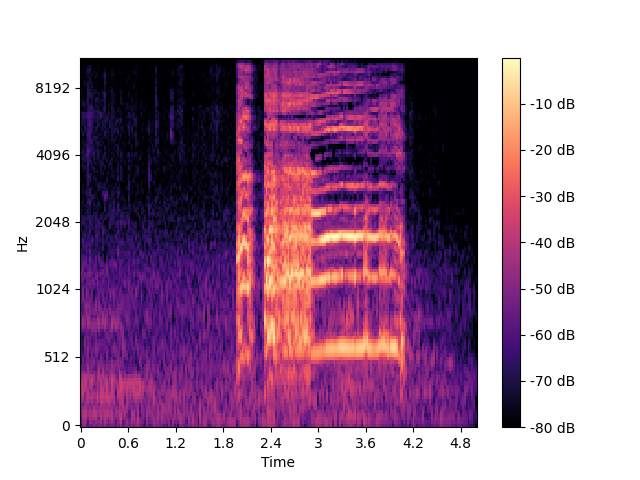 8192
4096
2048
1024
512
0
Hz
0 0.6 1.2 1.8 2.4 3 3.6 4.2 4.8
Time
-10 dB
-20 dB
-30 dB
-40 dB
-50 dB
-60 dB
-70 dB
-80 dB